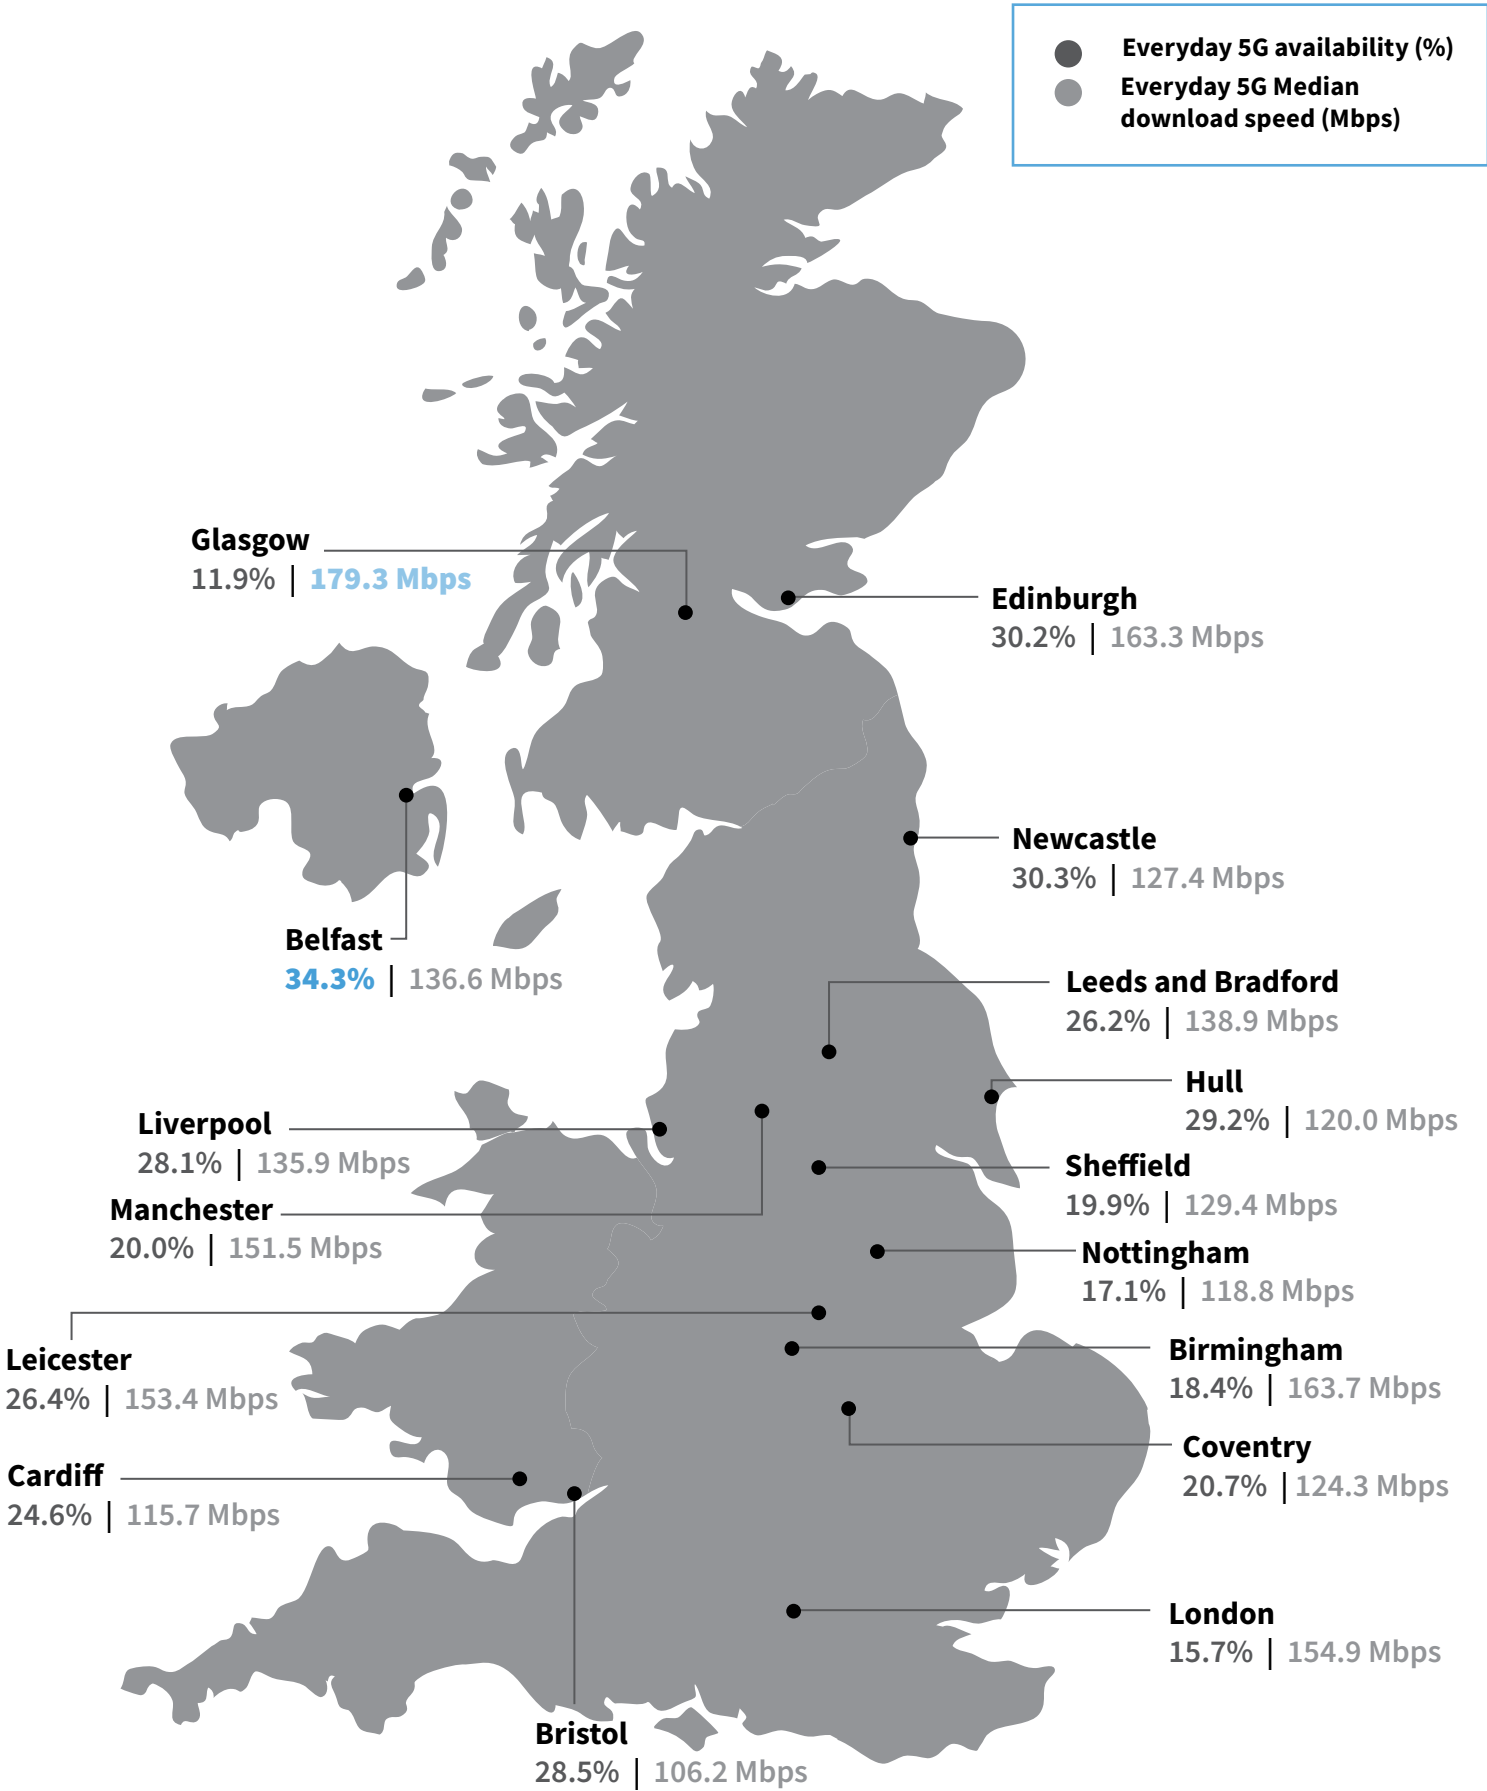 Everyday 5G availability (%)
Everyday 5G Median
download speed (Mbps)
Glasgow
11.9% | 179.3 Mbps
Edinburgh
30.2% | 163.3 Mbps
Newcastle
30.3% | 127.4 Mbps
Belfast
34.3% | 136.6 Mbps
Leeds and Bradford
26.2% | 138.9 Mbps
Hull
29.2% | 120.0 Mbps
Liverpool
28.1% | 135.9 Mbps
Sheffield
19.9% | 129.4 Mbps
Manchester
20.0% | 151.5 Mbps
Nottingham
17.1% | 118.8 Mbps
Leicester
26.4% | 153.4 Mbps
Birmingham
18.4% | 163.7 Mbps
Coventry
20.7% | 124.3 Mbps
Cardiff
24.6% | 115.7 Mbps
London
15.7% | 154.9 Mbps
Bristol
28.5% | 106.2 Mbps